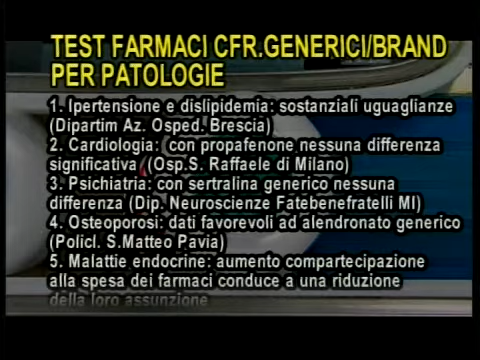 TEST FARMACI CFR.GENERICI/BRAND
PER PATOLOGIE
1. Ipertensione e dislipidemia: sostanziali uguaglianze
(Dipartim Az. Osped. Brescia)
2. Cardiologia: con propafenone nessuna differenza
significativa ((Osp.S. Raffaele di Milano)
3. Psichiatria: con sertralina generico nessuna
differenza (Dip. Neuroscienze Fatebenefratelli MI)
4. Osteoporosi: dati favorevoli ad alendronato generico
(Policl. S.Matteo Pavia)
5. Malattie endocrine: aumento compartecipazione
alla spesa dei farmaci conduce a una riduzione
della loro assunzione